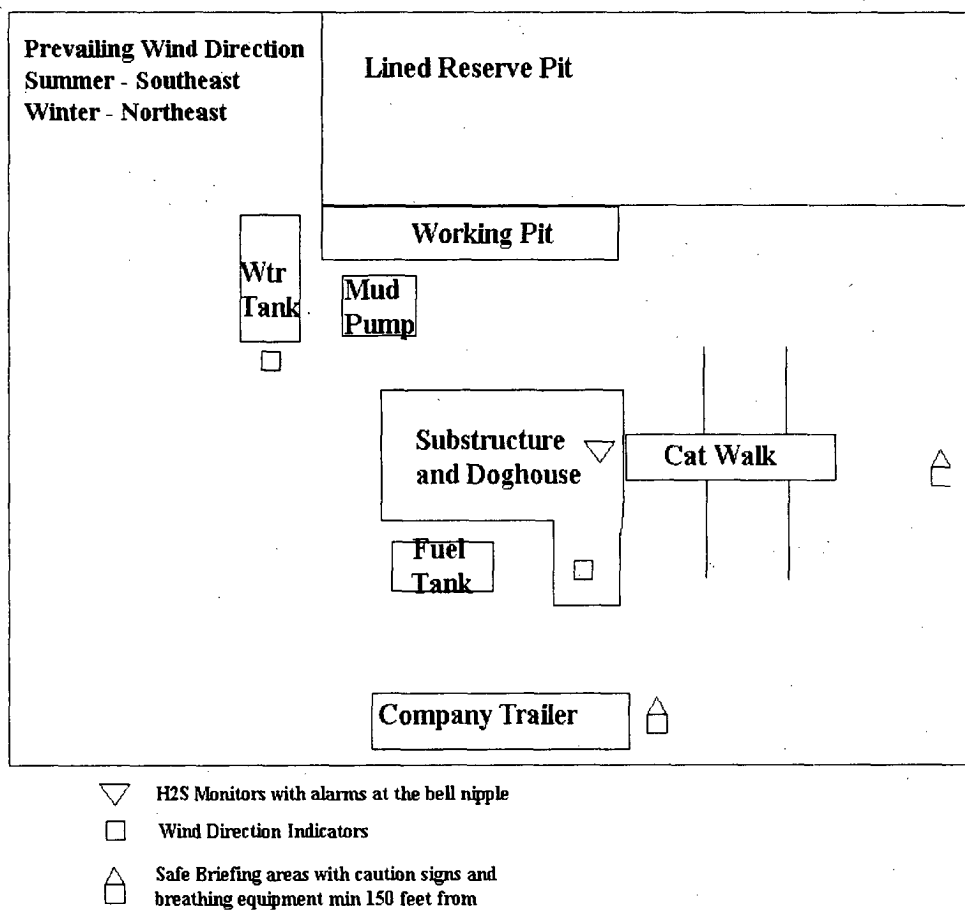 Prevailing Wind Direction
Summer - Southeast
Winter - Northeast
Lined Reserve Pit
Working Pit
Wtr
Tank
Mud
Pump
Substructure
and Doghouse
Cat Walk
Fuel
Tank
Company Trailer
H2S Monitors with alarms at the bell nipple
Wind Direction Indicators
Safe Briefing areas with caution signs and
breathing equipment min 150 feet from